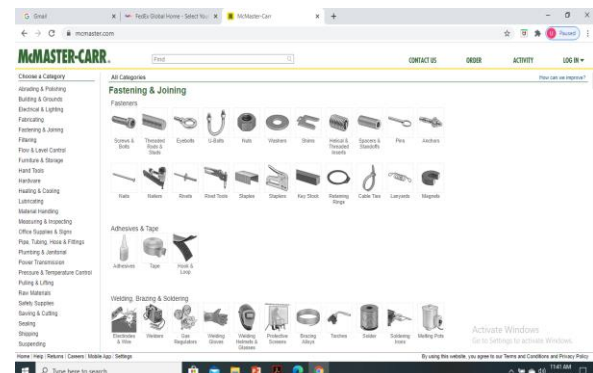 Gmail
FedEx Global Home - Select You
McMaster-Carr
mcmaster.com
Paused
McMASTER-CARR.
Find
CONTACT US
ORDER
ACTIVITY
LOG IN
Choose a Category
All Categories
How can we improve?
Abrading & Polishing
Building & Grounds
Electrical & Lighting
Fabricating
Fastening & Joining
Filtering
Flow & Level Control
Furniture & Storage
Hand Tools
Hardware
Heating & Cooling
Lubricating
Material Handling
Measuring & Inspecting
Office Supplies & Signs
Pipe, Tubing, Hose & Fittings
Plumbing & Janitorial
Power Transmission
Pressure & Temperature Control
Pulling & Lifting
Raw Materials
Safety Supplies
Sawing & Cutting
Sealing
Shipping
Suspending
Fastening & Joining
Fasteners
Screws & Bolts
Threaded Rods & Studs
Eyebolts
U-Bolts
Nuts
Washers
Shims
Helical & Threaded Inserts
Spacers & Standoffs
Pins
Anchors
Nails
Nailers
Rivets
Rivet Tools
Staples
Staplers
Key Stock
Retaining Rings
Cable Ties
Lanyards
Magnets
Adhesives & Tape
Adhesives
Tape
Hook & Loop
Welding, Brazing & Soldering
Electrodes & Wire
Welders
Gas Regulators
Welding Gloves
Welding Helmets & Glasses
Protective Screens
Brazing Alloys
Torches
Solder
Soldering Irons
Melting Pots
Activate Windows
Go to Settings to activate Windows.
Home | Help | Returns | Careers | Mobile App | Settings
By using this website, you agree to our Terms and Conditions and Privacy Policy.
Type here to search
11:41 AM